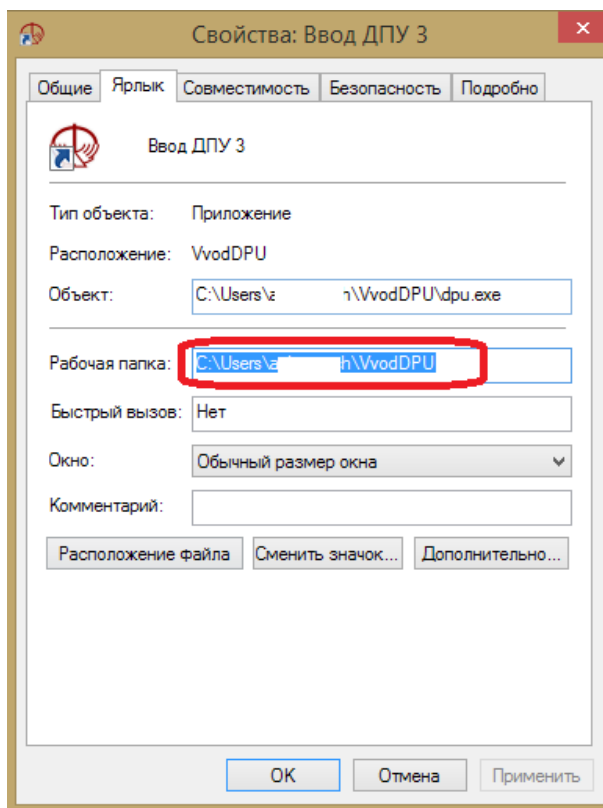 Свойства: Ввод ДПУ 3
Общие Ярлык Совместимость Безопасность Подробно
Ввод ДПУ 3
Тип объекта: Приложение
Расположение: VvodDPU
Объект: \VvodDPU\dpu.exe
Рабочая папка: \VvodDPU
Быстрый вызов: Нет
Окно: Обычный размер окна
Комментарий:
Расположение файла Сменить значок... Дополнительно...
OK Отмена Применить